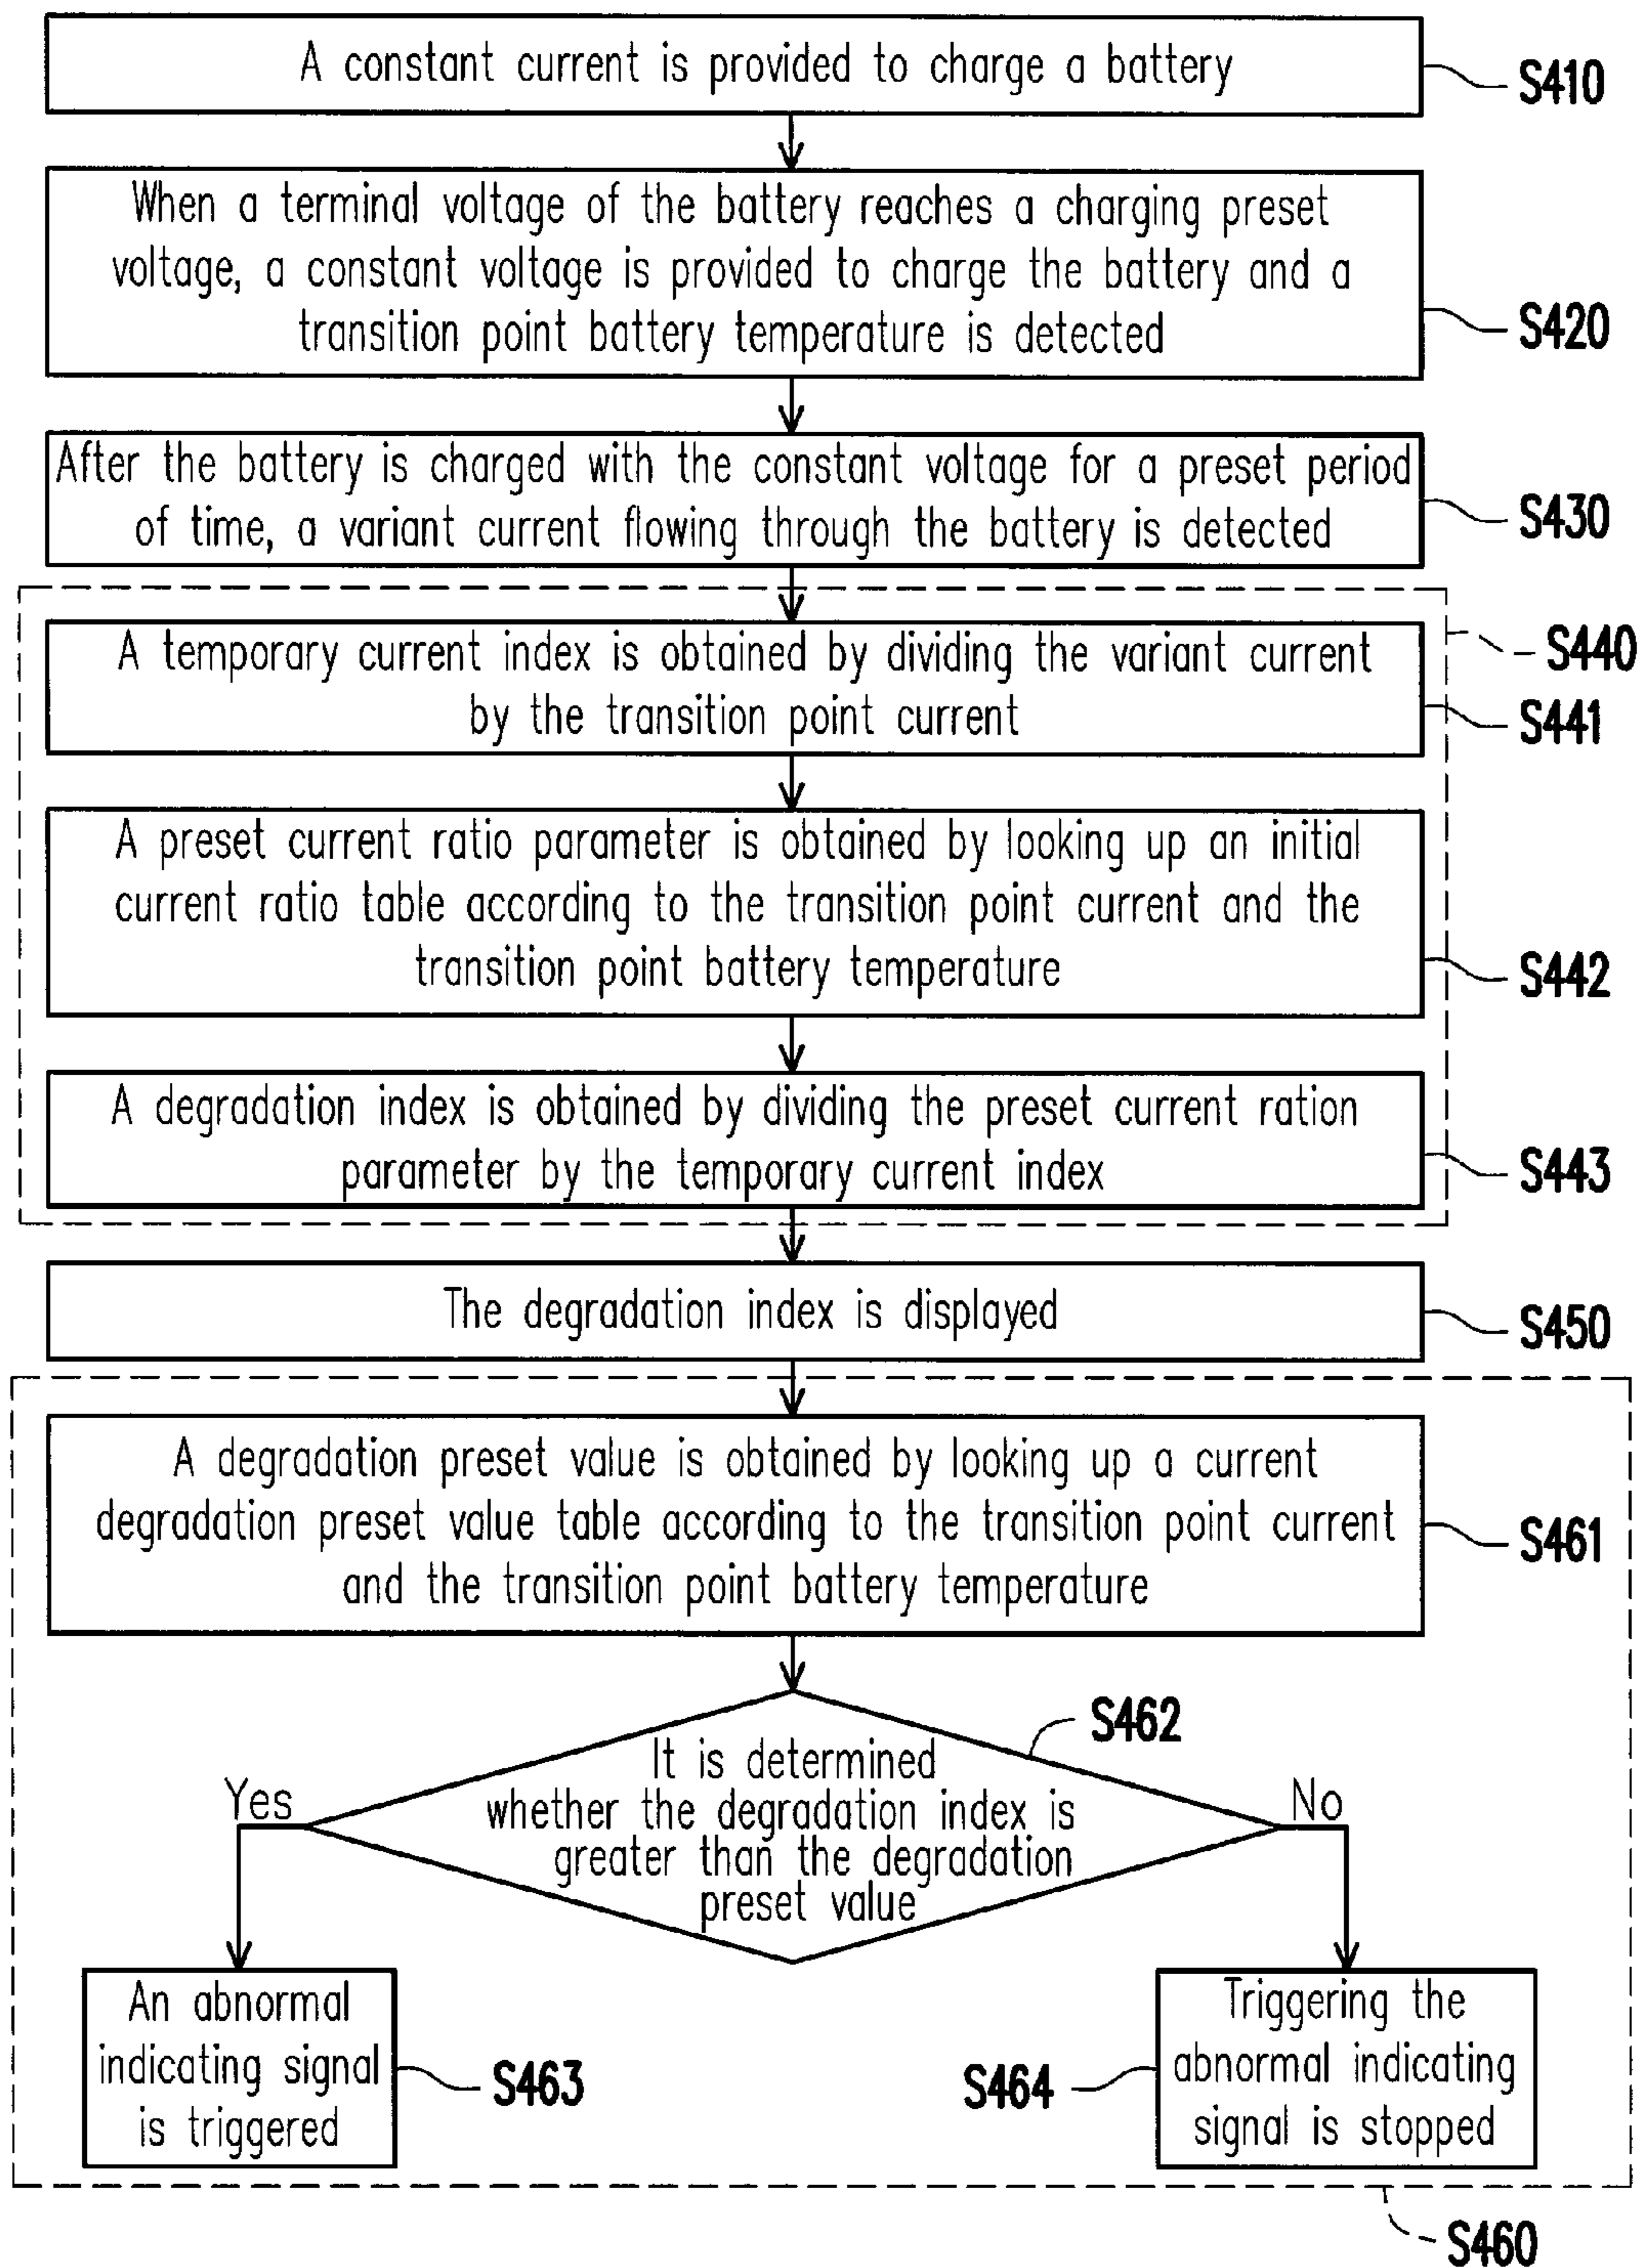 A constant current is provided to charge a battery
S410
When a terminal voltage of the battery reaches a charging preset
voltage, a constant voltage is provided to charge the battery and a
transition point battery temperature is detected
S420
After the battery is charged with the constant voltage for a preset period
of time, a variant current flowing through the battery is detected
S430
S440
A temporary current index is obtained by dividing the variant current
by the transition point current
S441
A preset current ratio parameter is obtained by looking up an initial
current ratio table according to the transition point current and the
transition point battery temperature
S442
A degradation index is obtained by dividing the preset current ration
parameter by the temporary current index
S443
The degradation index is displayed
S450
A degradation preset value is obtained by looking up a current
degradation preset value table according to the transition point current
and the transition point battery temperature
S461
S462
It is determined
whether the degradation index is
greater than the degradation
preset value
Yes
No
An abnormal
indicating signal
is triggered
S463
S464
Triggering the
abnormal indicating
signal is stopped
S460